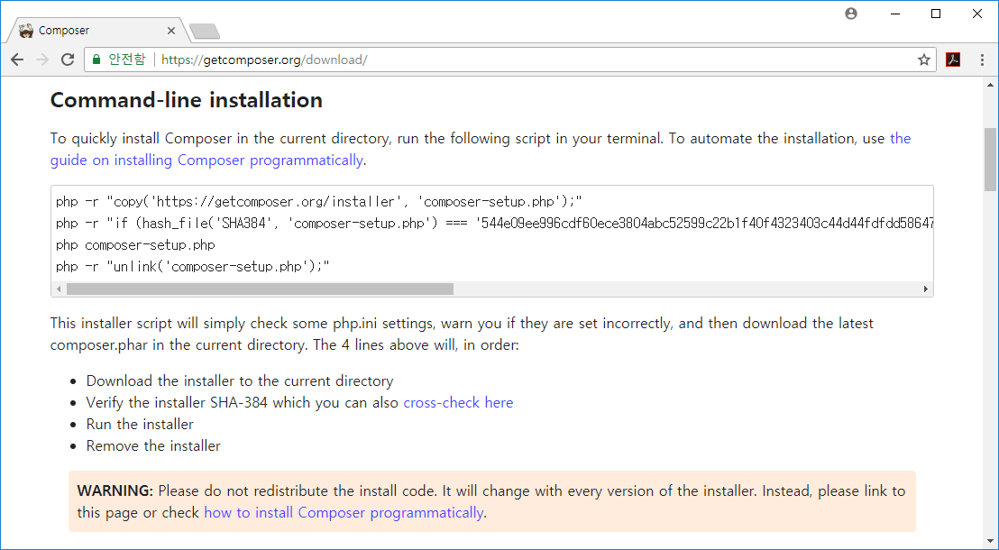 Composer
안전함 https://getcomposer.org/download/
Command-line installation
To quickly install Composer in the current directory, run the following script in your terminal. To automate the installation, use the
guide on installing Composer programmatically.
php -r "copy('https://getcomposer.org/installer', 'composer-setup.php');"
php -r "if (hash_file('SHA384', 'composer-setup.php') === '544e09ee996cdf60ece3804abc52599c22b1f40f4323403c44d44fdfdd58647
php composer-setup.php
php -r "unlink('composer-setup.php');"
This installer script will simply check some php.ini settings, warn you if they are set incorrectly, and then download the latest
composer.phar in the current directory. The 4 lines above will, in order:
• Download the installer to the current directory
• Verify the installer SHA-384 which you can also cross-check here
• Run the installer
• Remove the installer
WARNING: Please do not redistribute the install code. It will change with every version of the installer. Instead, please link to
this page or check how to install Composer programmatically.